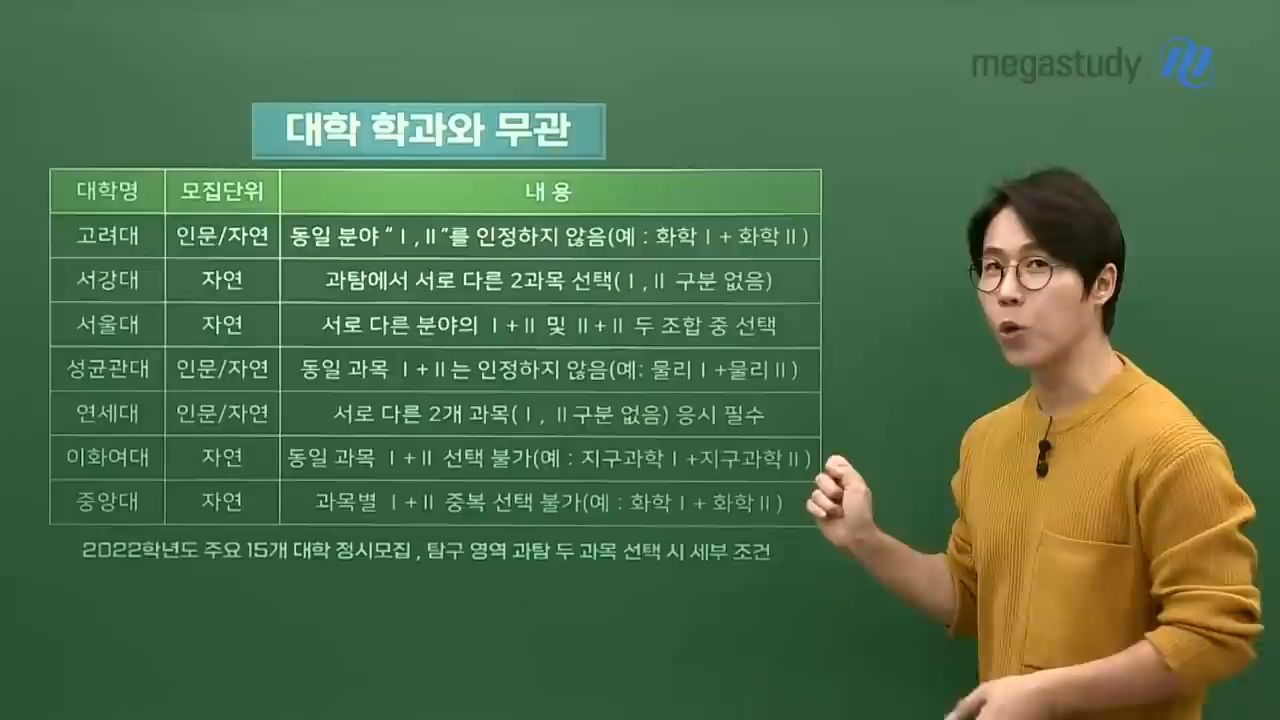 megastudy
대학 학과와 무관
대학명 모집단위 내 용
고려대 인문/자연 동일 분야 “Ⅰ,Ⅱ”를 인정하지 않음(예 : 화학Ⅰ+ 화학Ⅱ)
서강대 자연 과탐에서 서로 다른 2과목 선택(Ⅰ,Ⅱ 구분 없음)
서울대 자연 서로 다른 분야의 Ⅰ+Ⅱ 및 Ⅱ+Ⅱ 두 조합 중 선택
성균관대 인문/자연 동일 과목 Ⅰ+Ⅱ는 인정하지 않음(예: 물리Ⅰ+물리Ⅱ)
연세대 인문/자연 서로 다른 2개 과목(Ⅰ, Ⅱ구분 없음) 응시 필수
이화여대 자연 동일 과목 Ⅰ+Ⅱ 선택 불가(예 : 지구과학Ⅰ+지구과학Ⅱ)
중앙대 자연 과목별 Ⅰ+Ⅱ 중복 선택 불가(예 : 화학Ⅰ+ 화학Ⅱ)
2022학년도 주요 15개 대학 정시모집 , 탐구 영역 과탐 두 과목 선택 시 세부 조건